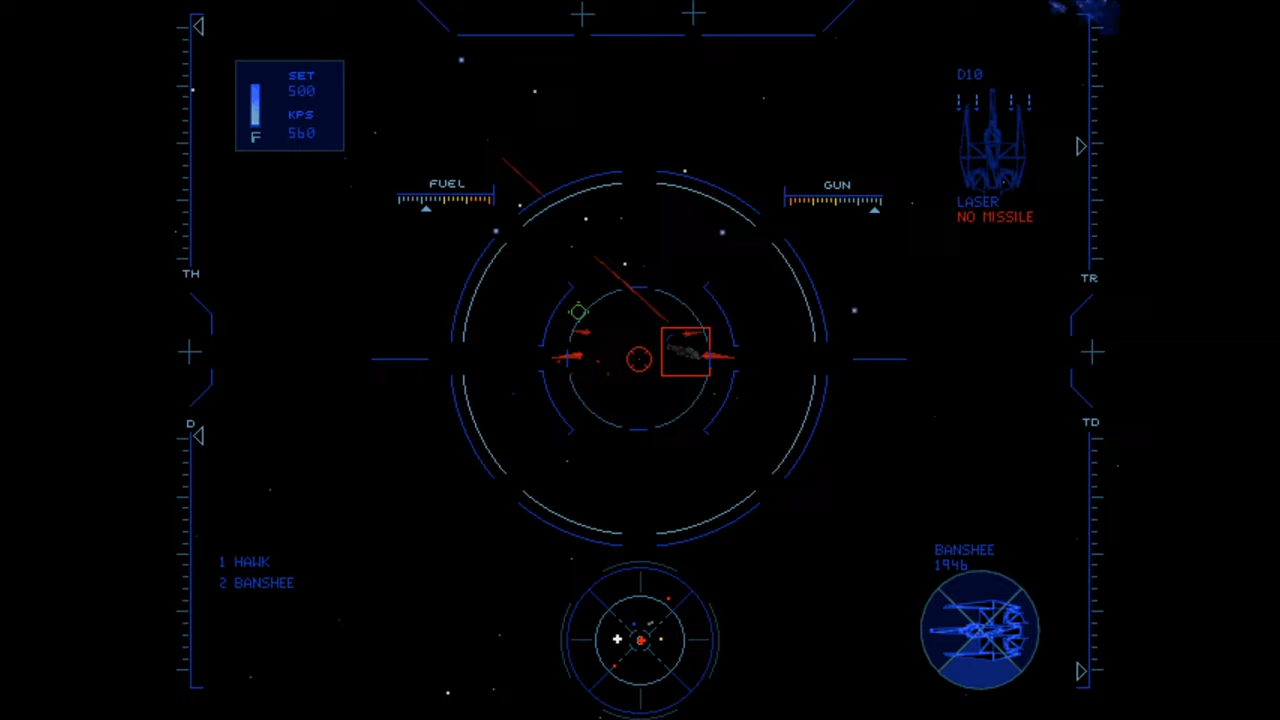 SET
500
KPS
560
F
FUEL
GUN
D10
LASER
NO MISSILE
TH
TR
D
TD
1 HAWK
2 BANSHEE
BANSHEE
1946